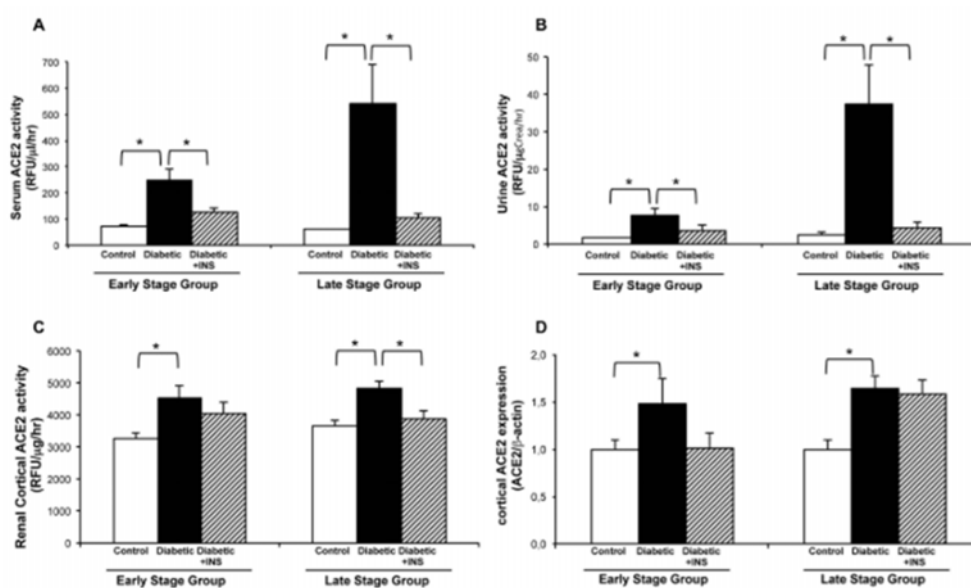 A
Serum ACE2 activity
(RFU/µl/hr)
700
600
500
400
300
200
100
0
* * * *
Control Diabetic Diabetic
+INS
Control Diabetic Diabetic
+INS
Early Stage Group
Late Stage Group
B
Urine ACE2 activity
(RFU/µgCrea/hr)
50
40
30
20
10
0
* * * *
Control Diabetic Diabetic
+INS
Control Diabetic Diabetic
+INS
Early Stage Group
Late Stage Group
C
Renal Cortical ACE2 activity
(RFU/µg/hr)
6000
5000
4000
3000
2000
1000
0
* * *
Control Diabetic Diabetic
+INS
Control Diabetic Diabetic
+INS
Early Stage Group
Late Stage Group
D
cortical ACE2 expression
(ACE2/β-actin)
2,0
1,5
1,0
0,5
0,0
* *
Control Diabetic Diabetic
+INS
Control Diabetic Diabetic
+INS
Early Stage Group
Late Stage Group